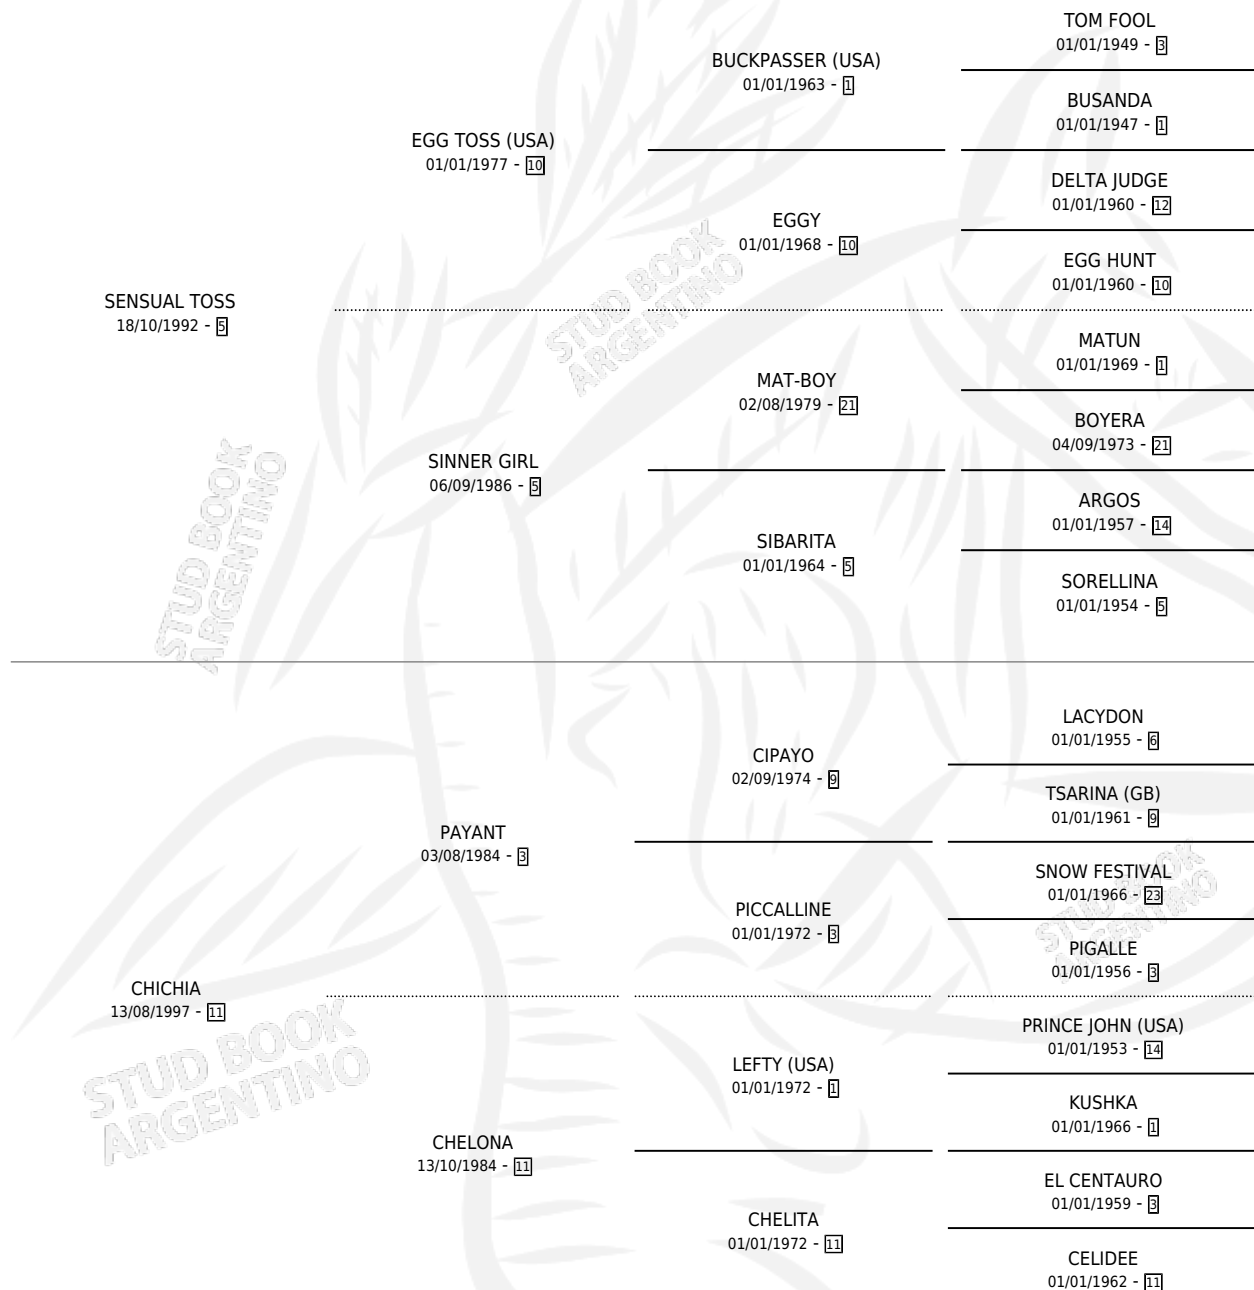 TOM FOOL
01/01/1949 - 3
BUCKPASSER (USA)
01/01/1963 - 1
BUSANDA
01/01/1947 - 1
EGG TOSS (USA)
01/01/1977 - 10
DELTA JUDGE
01/01/1960 - 12
EGGY
01/01/1968 - 10
EGG HUNT
01/01/1960 - 10
SENSUAL TOSS
18/10/1992 - 5
STUD BOOK
ARGENTINO
MATUN
01/01/1969 - 1
MAT-BOY
02/08/1979 - 21
BOYERA
04/09/1973 - 21
SINNER GIRL
06/09/1986 - 5
ARGOS
01/01/1957 - 14
SIBARITA
01/01/1964 - 5
SORELLINA
01/01/1954 - 5
STUD BOOK
ARGENTINO
LACYDON
01/01/1955 - 6
CIPAYO
02/09/1974 - 9
TSARINA (GB)
01/01/1961 - 9
PAYANT
03/08/1984 - 3
SNOW FESTIVAL
01/01/1966 - 23
PICCALLINE
01/01/1972 - 3
PIGALLE
01/01/1956 - 3
STUD BOOK
ARGENTINO
CHICHIA
13/08/1997 - 11
STUD BOOK
ARGENTINO
PRINCE JOHN (USA)
01/01/1953 - 14
LEFTY (USA)
01/01/1972 - 1
KUSHKA
01/01/1966 - 1
CHELONA
13/10/1984 - 11
EL CENTAURO
01/01/1959 - 3
CHELITA
01/01/1972 - 11
CELIDEE
01/01/1962 - 11